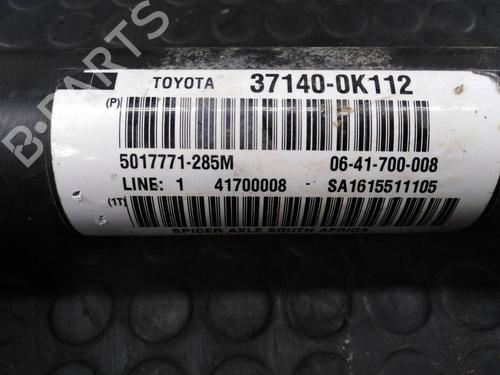 TOYOTA 37140-0K112
(P)
5017771-285M 06-41-700-008
LINE: 1 41700008 SA1615511105
(1T)
SPICER AXLE SOUTH AFRICA
B-PARTS